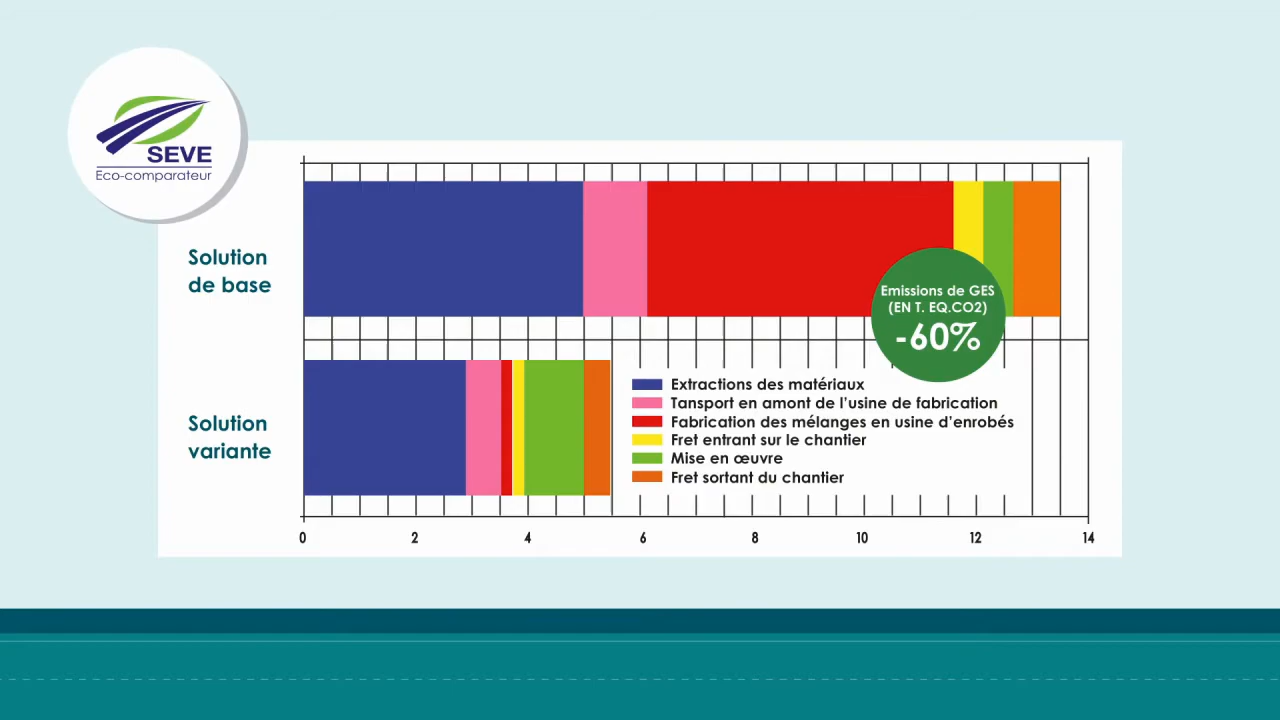 SEVE
Eco-comparateur
Solution
de base
Emissions de GES
(EN T. EQ.CO2)
-60%
Solution
variante
Extractions des matériaux
Tansport en amont de l'usine de fabrication
Fabrication des mélanges en usine d'enrobés
Fret entrant sur le chantier
Mise en œuvre
Fret sortant du chantier
0 2 4 6 8 10 12 14